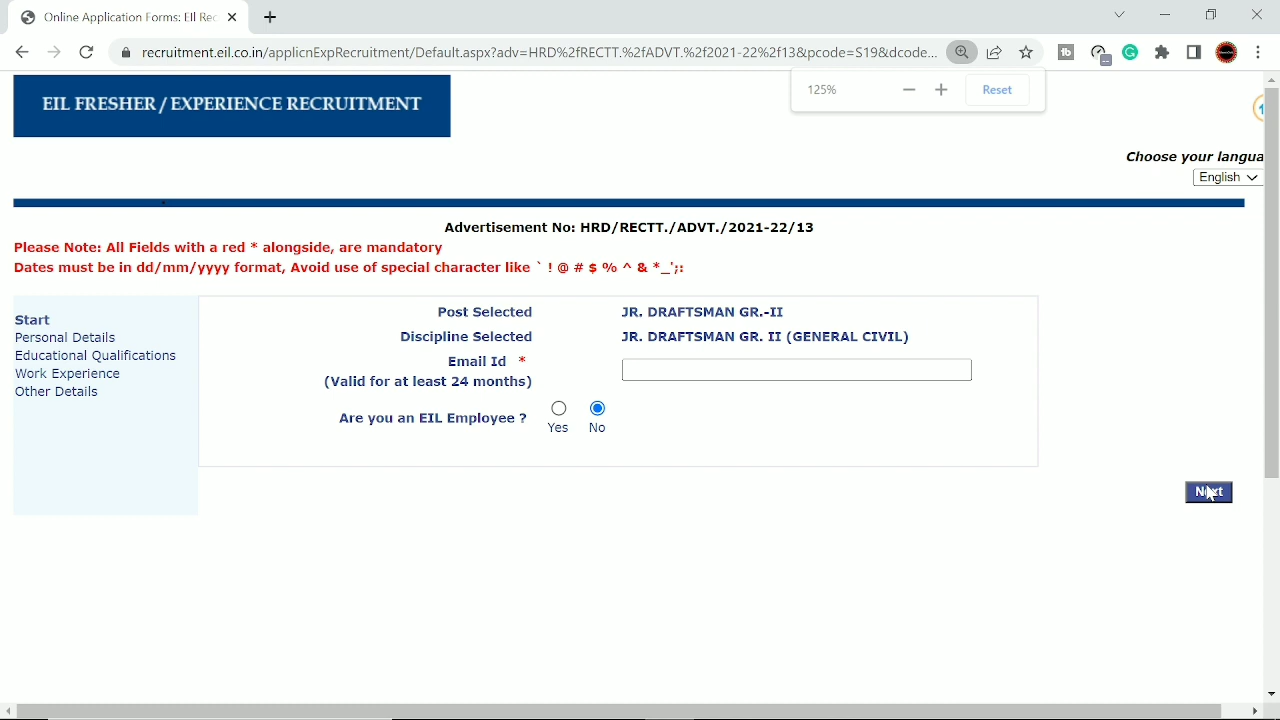 Online Application Forms: EIl Rec
recruitment.eil.co.in/applicnExpRecruitment/Default.aspx?adv=HRD%2fRECTT.%2fADVT.%2f2021-22%2f13&pcode=S19&dcode...
125%
Reset
EIL FRESHER / EXPERIENCE RECRUITMENT
Choose your langua
English
Advertisement No: HRD/RECTT./ADVT./2021-22/13
Please Note: All Fields with a red * alongside, are mandatory
Dates must be in dd/mm/yyyy format, Avoid use of special character like ` ! @ # $ % ^ & *_';:
Start
Personal Details
Educational Qualifications
Work Experience
Other Details
Post Selected JR. DRAFTSMAN GR.-II
Discipline Selected JR. DRAFTSMAN GR. II (GENERAL CIVIL)
Email Id *
(Valid for at least 24 months)
Are you an EIL Employee ?
Yes No
Next